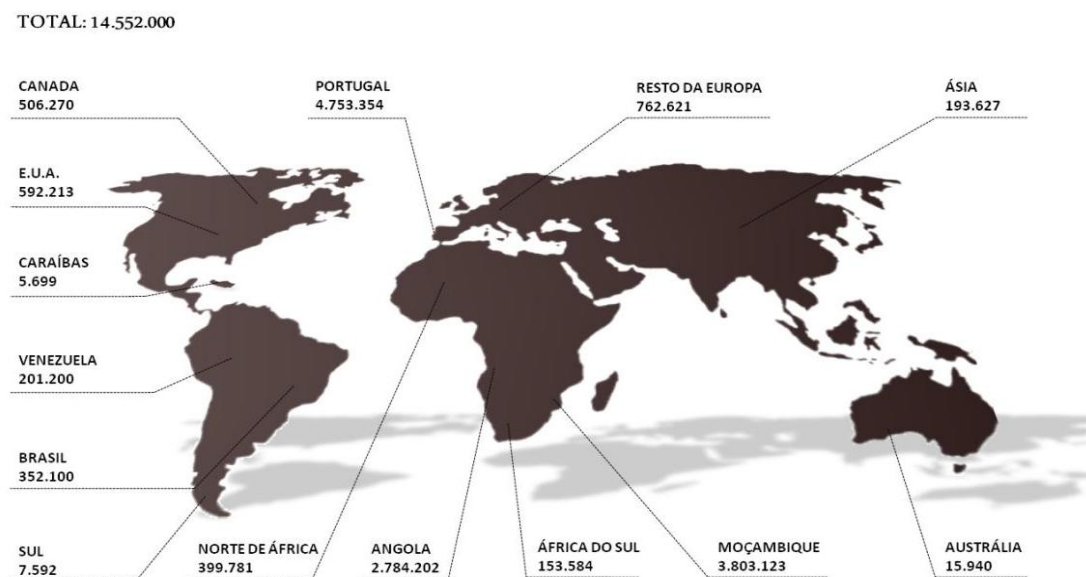 TOTAL: 14.552.000
CANADA
506.270
PORTUGAL
4.753.354
RESTO DA EUROPA
762.621
ÁSIA
193.627
E.U.A.
592.213
CARAÍBAS
5.699
VENEZUELA
201.200
BRASIL
352.100
SUL
7.592
NORTE DE ÁFRICA
399.781
ANGOLA
2.784.202
ÁFRICA DO SUL
153.584
MOÇAMBIQUE
3.803.123
AUSTRÁLIA
15.940